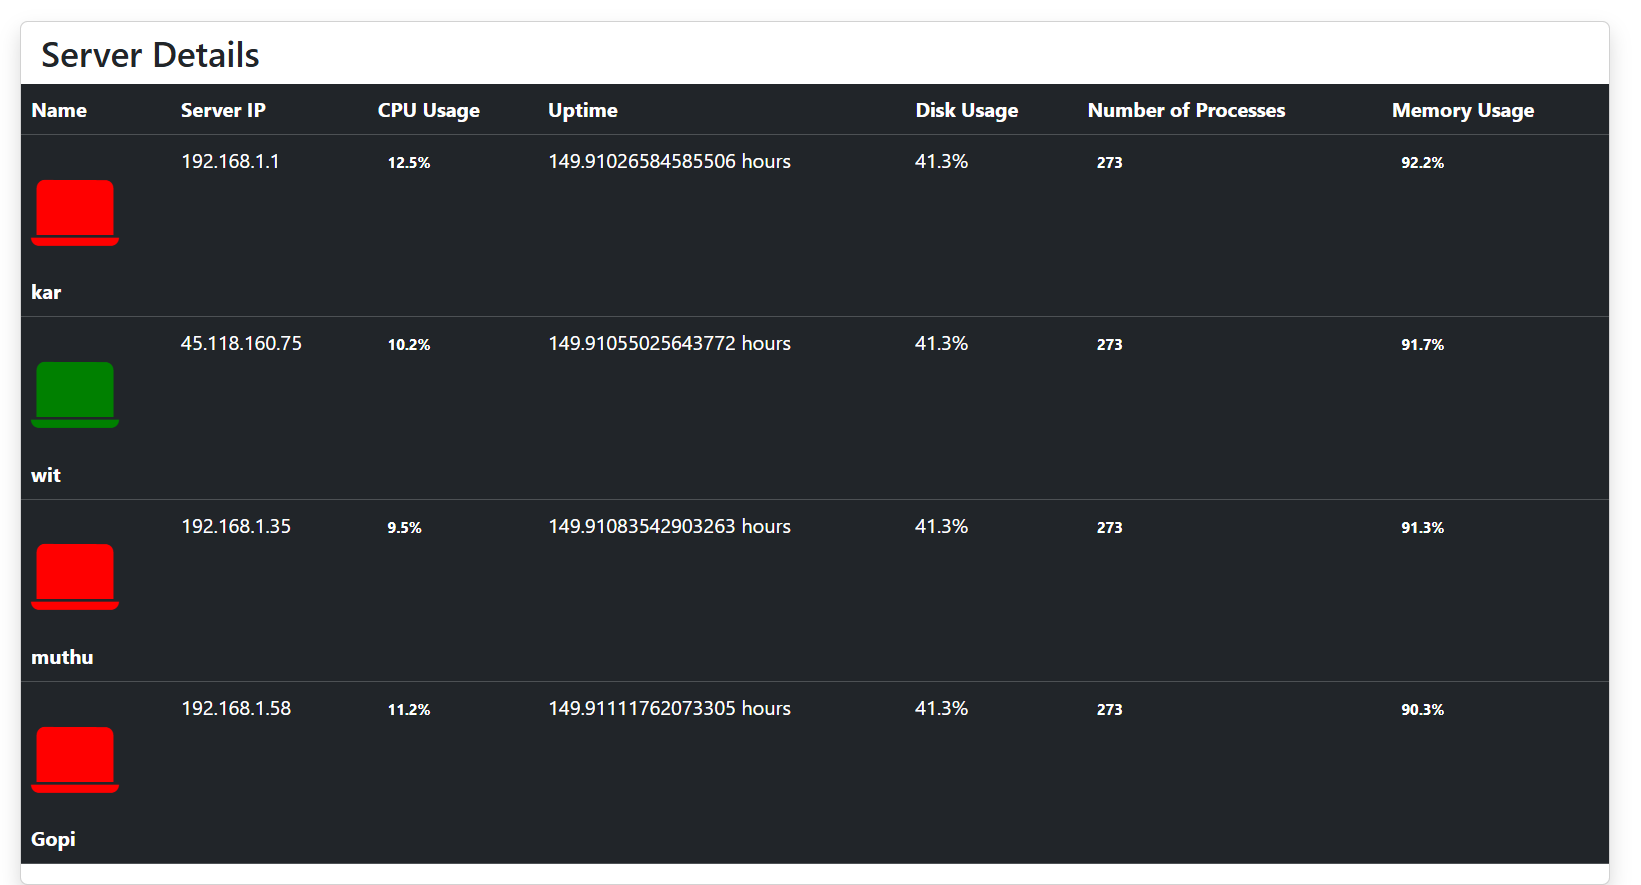 Server Details
Name Server IP CPU Usage Uptime Disk Usage Number of Processes Memory Usage
192.168.1.1 12.5% 149.91026584585506 hours 41.3% 273 92.2%
kar
45.118.160.75 10.2% 149.91055025643772 hours 41.3% 273 91.7%
wit
192.168.1.35 9.5% 149.91083542903263 hours 41.3% 273 91.3%
muthu
192.168.1.58 11.2% 149.91111762073305 hours 41.3% 273 90.3%
Gopi